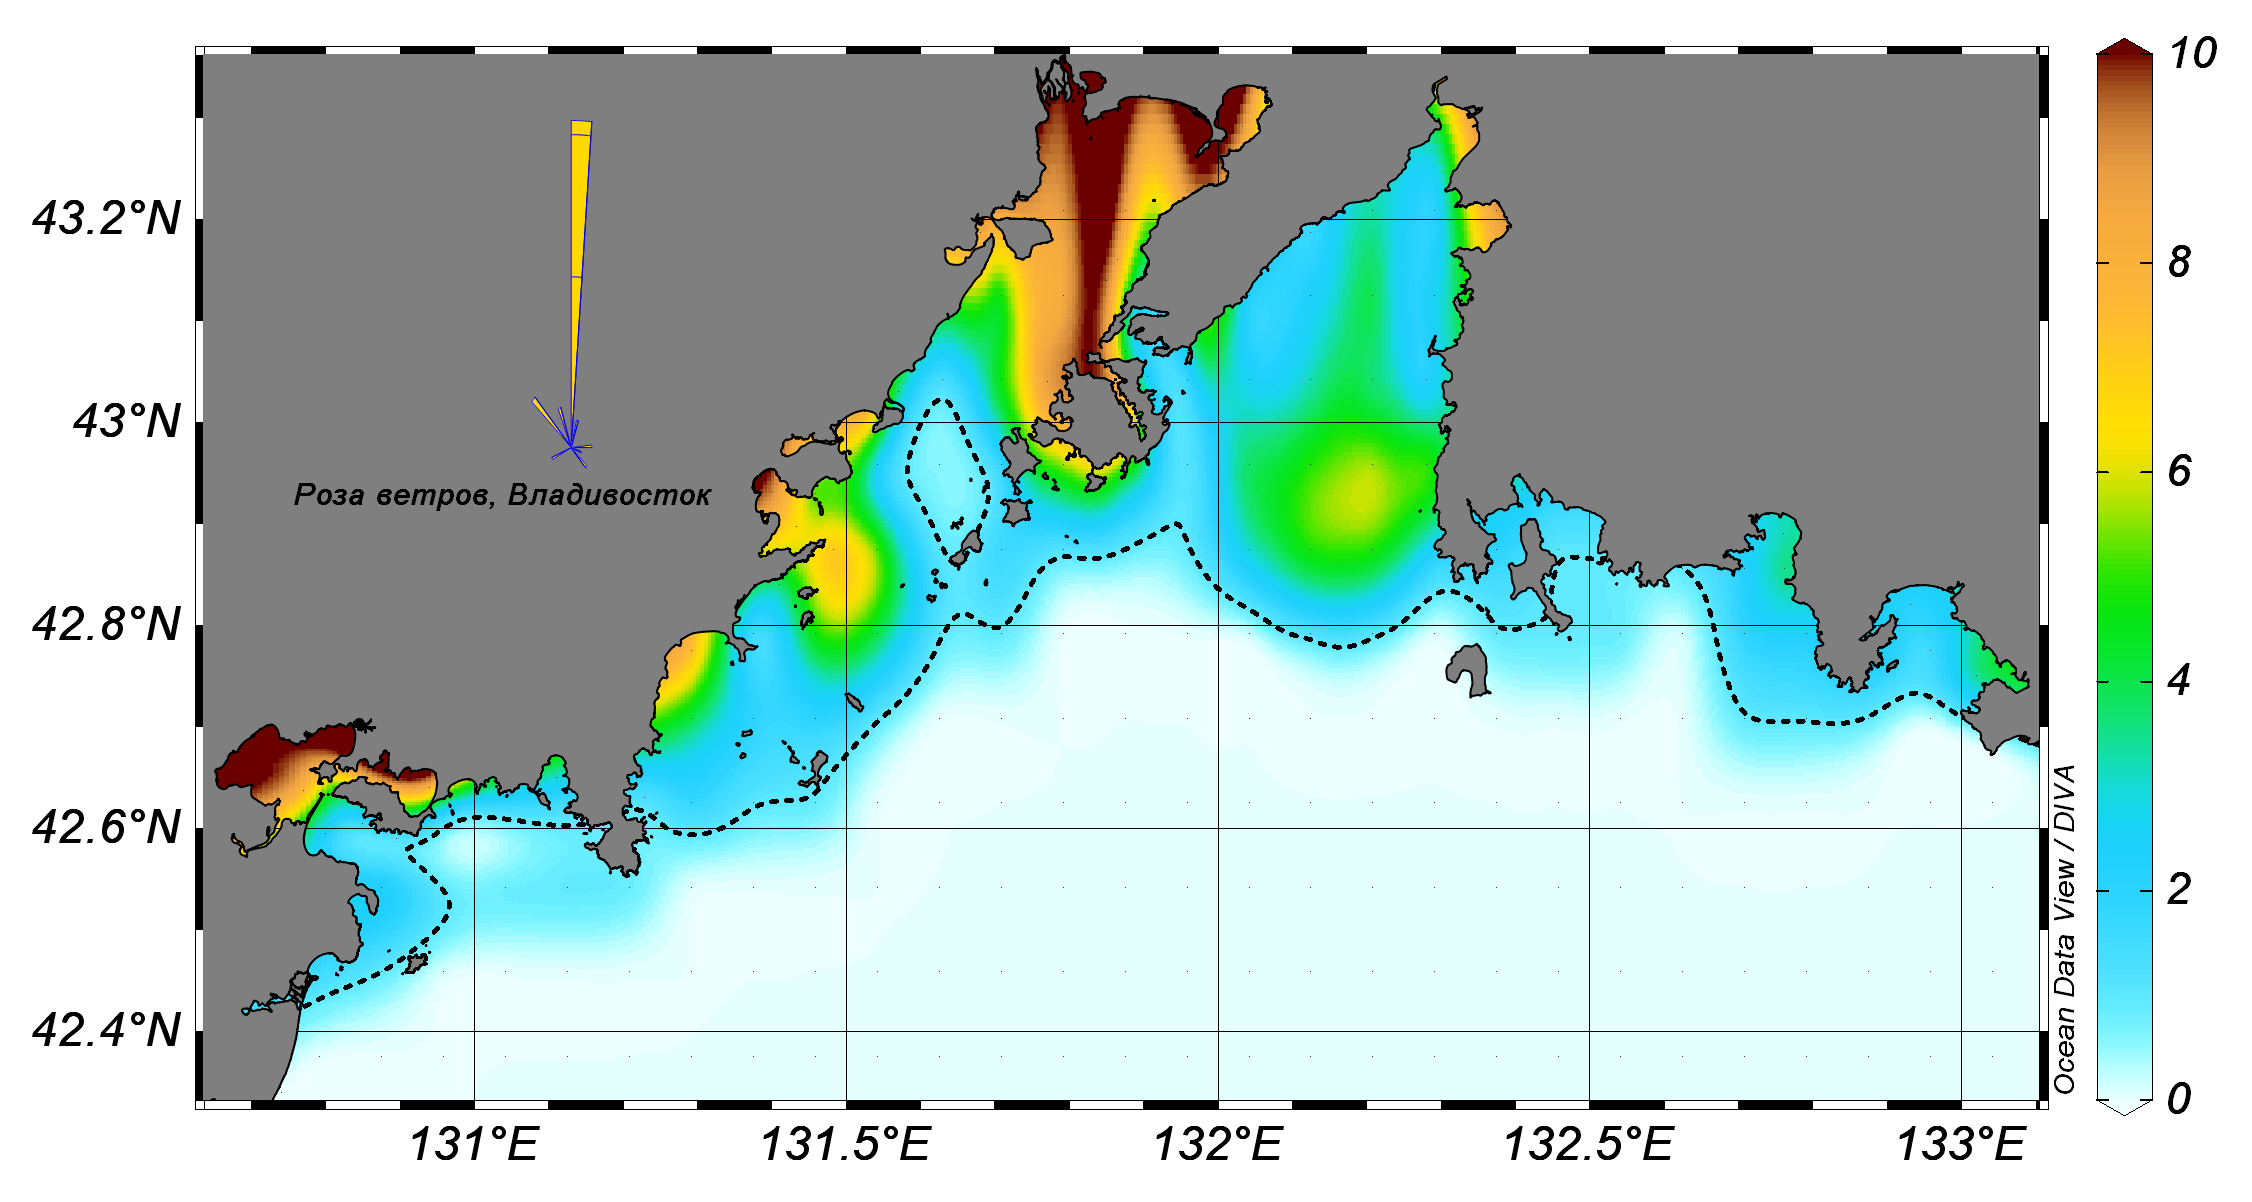 10
43.2°N
8
43°N
6
Роза ветров, Владивосток
42.8°N
4
42.6°N
2
Ocean Data View / DIVA
42.4°N
0
131°E
131.5°E
132°E
132.5°E
133°E